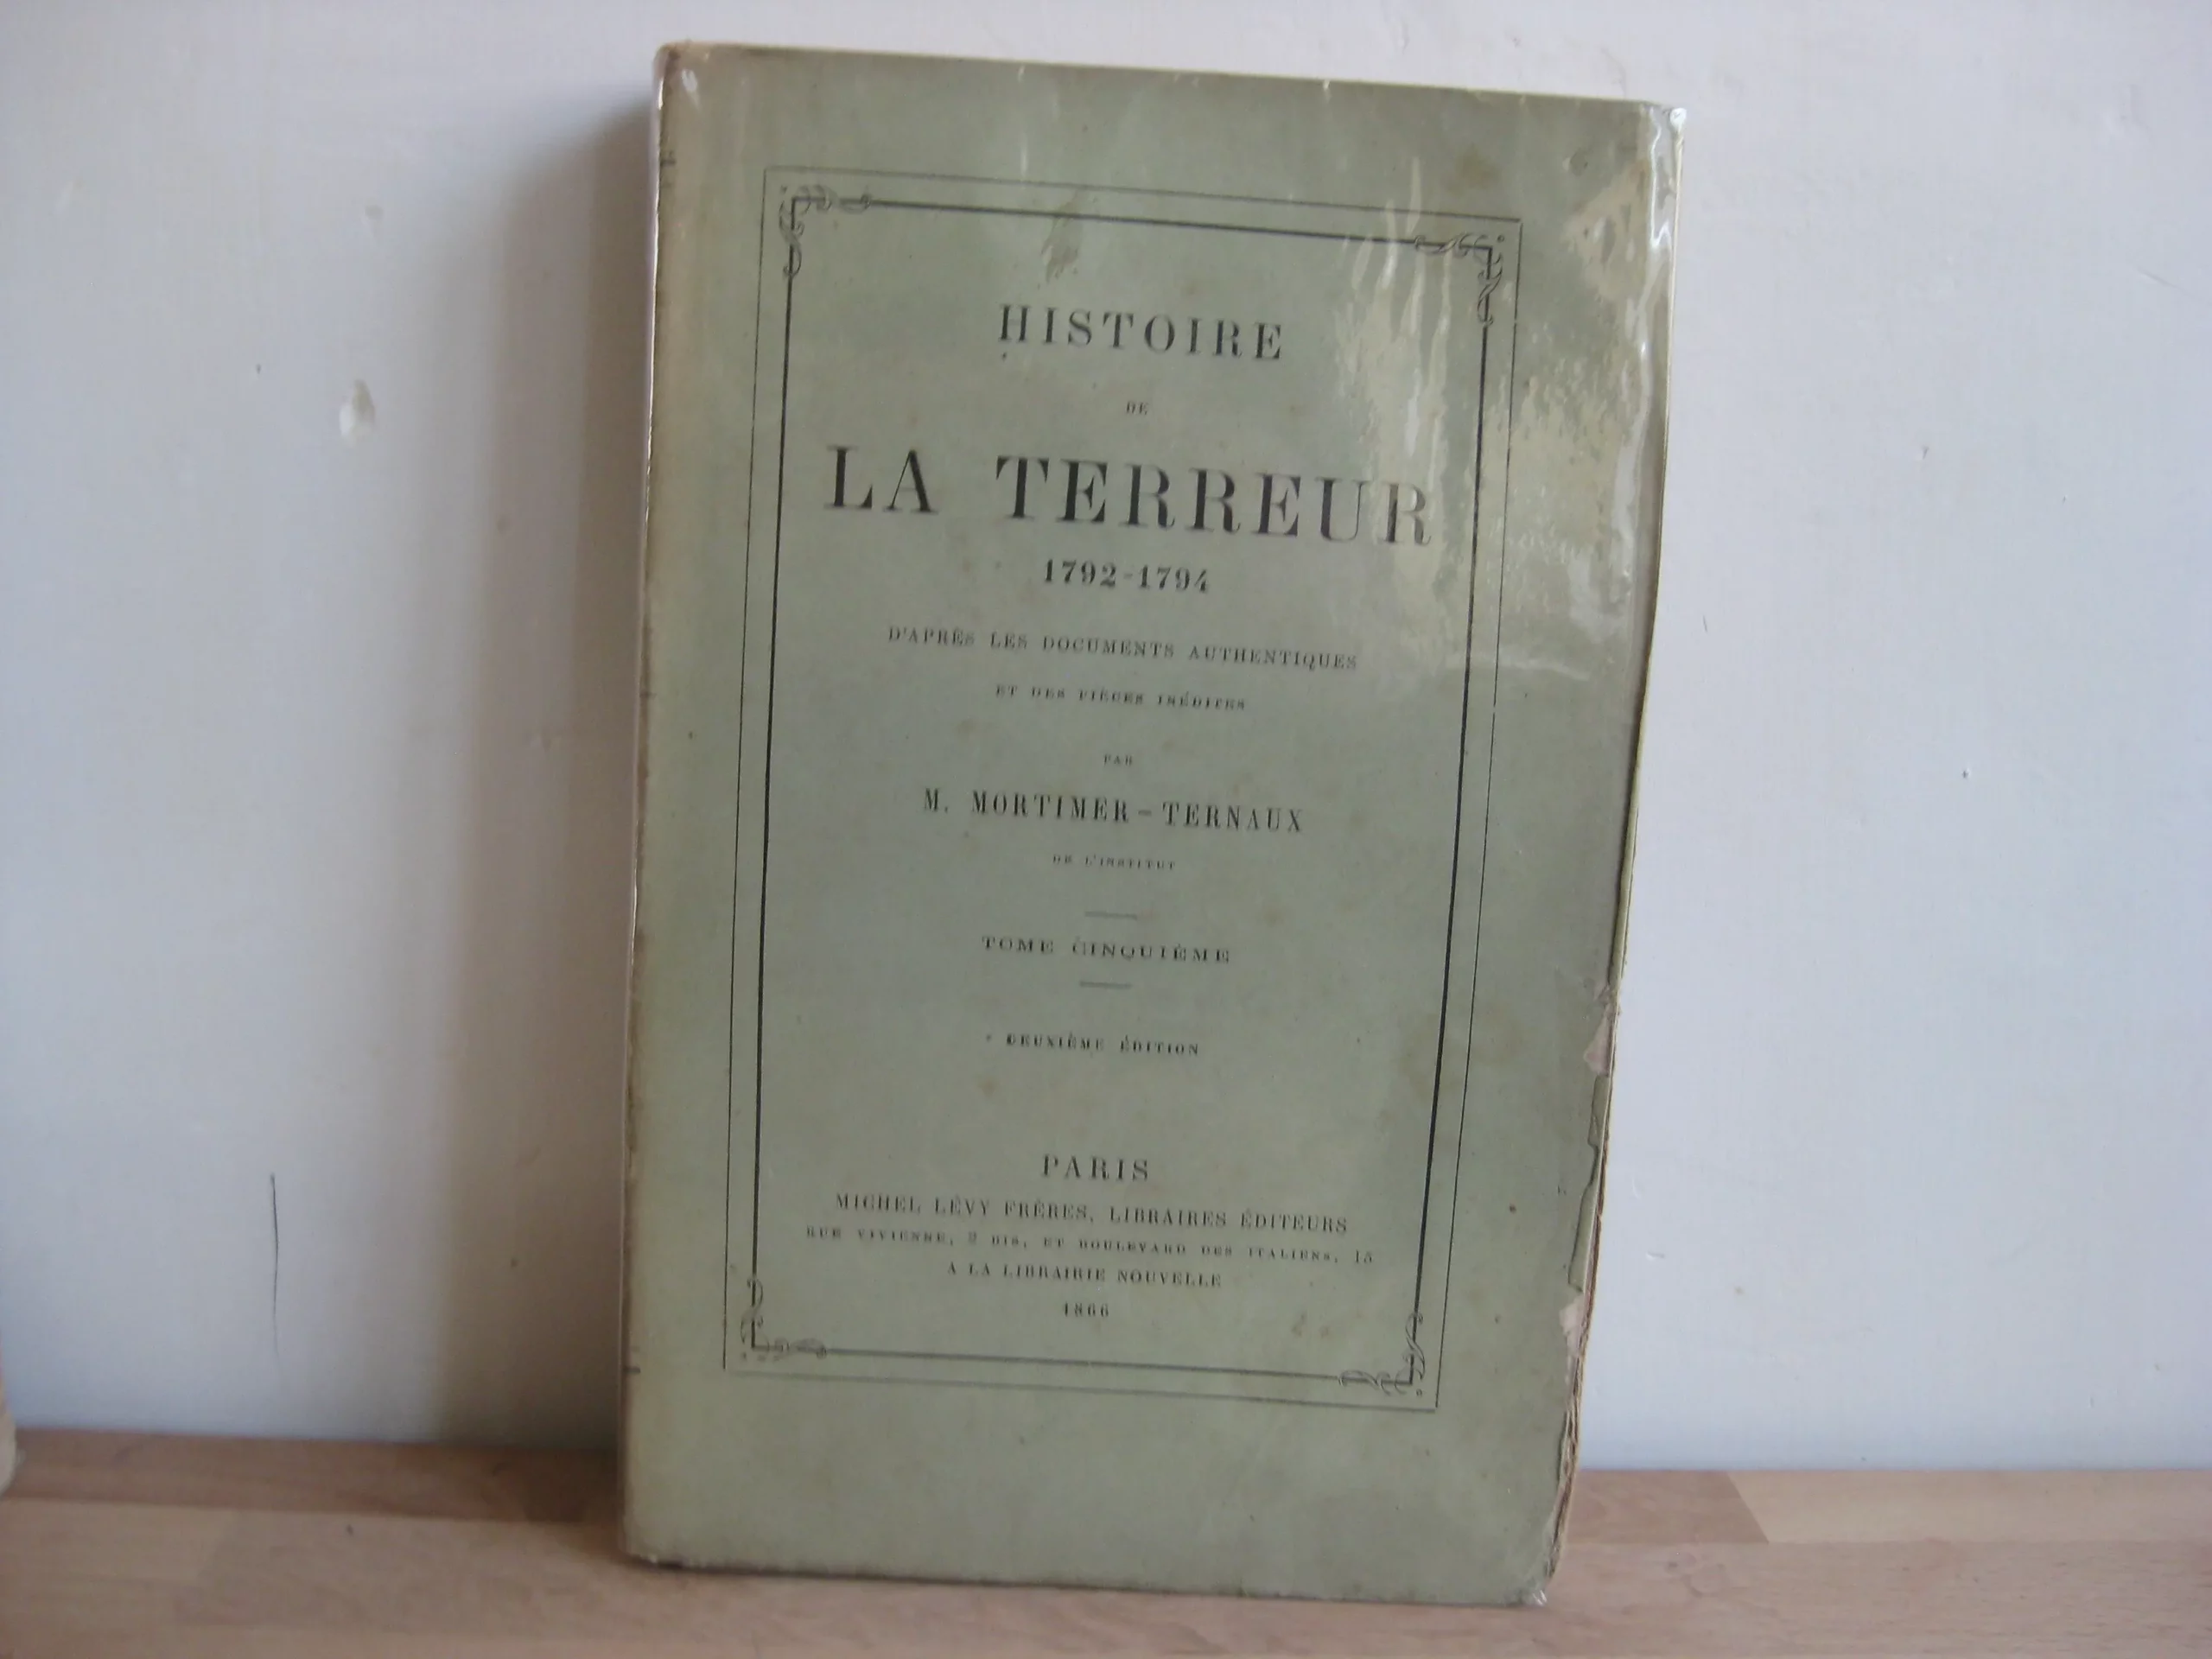 HISTOIRE
DE
LA TERREUR
1792-1794
D'APRÈS LES DOCUMENTS AUTHENTIQUES
ET DES PIÈCES INÉDITES
PAR
M. MORTIMER-TERNAUX
DE L'INSTITUT
TOME CINQUIÈME
DEUXIÈME ÉDITION
PARIS
MICHEL LÉVY FRÈRES, LIBRAIRES ÉDITEURS
RUE VIVIENNE, 2 BIS, ET BOULEVARD DES ITALIENS, 15
A LA LIBRAIRIE NOUVELLE
1866